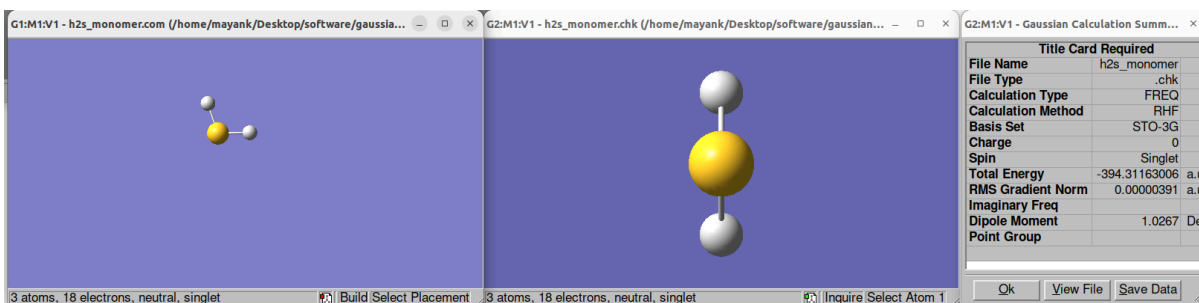 G1:M1:V1 - h2s_monomer.com (/home/mayank/Desktop/software/gaussia...
G2:M1:V1 - h2s_monomer.chk (/home/mayank/Desktop/software/gaussian...
G2:M1:V1 - Gaussian Calculation Summ...
Title Card Required
File Name h2s_monomer
File Type .chk
Calculation Type FREQ
Calculation Method RHF
Basis Set STO-3G
Charge 0
Spin Singlet
Total Energy -394.31163006 a.u
RMS Gradient Norm 0.00000391 a.u
Imaginary Freq
Dipole Moment 1.0267 De
Point Group
Ok View File Save Data
3 atoms, 18 electrons, neutral, singlet Build Select Placement
3 atoms, 18 electrons, neutral, singlet Inquire Select Atom 1